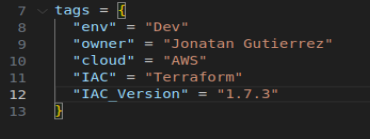 7 tags = {
8 "env" = "Dev"
9 "owner" = "Jonatan Gutierrez"
10 "cloud" = "AWS"
11 "IAC" = "Terraform"
12 "IAC_Version" = "1.7.3"
13 }